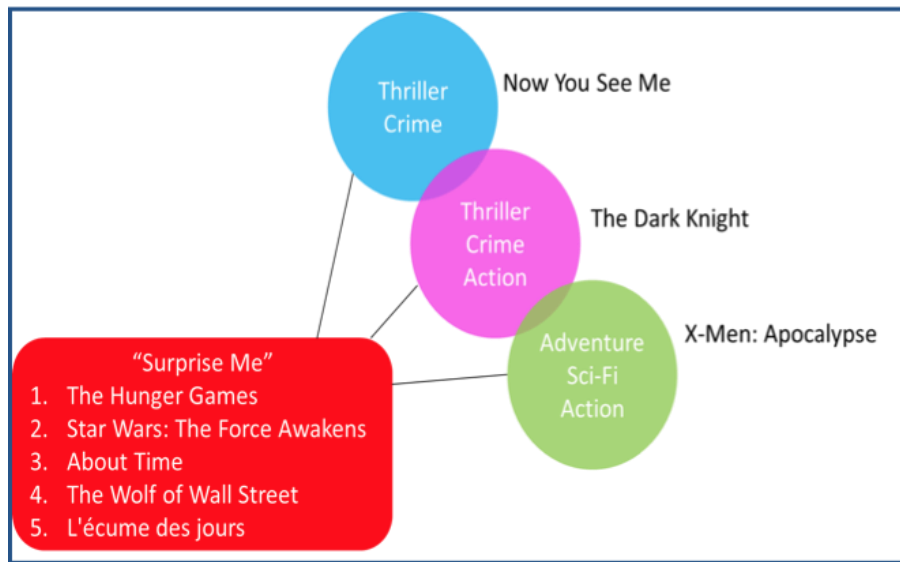 Thriller
Crime
Now You See Me
Thriller
Crime
Action
The Dark Knight
Adventure
Sci-Fi
Action
X-Men: Apocalypse
“Surprise Me”
1. The Hunger Games
2. Star Wars: The Force Awakens
3. About Time
4. The Wolf of Wall Street
5. L'écume des jours